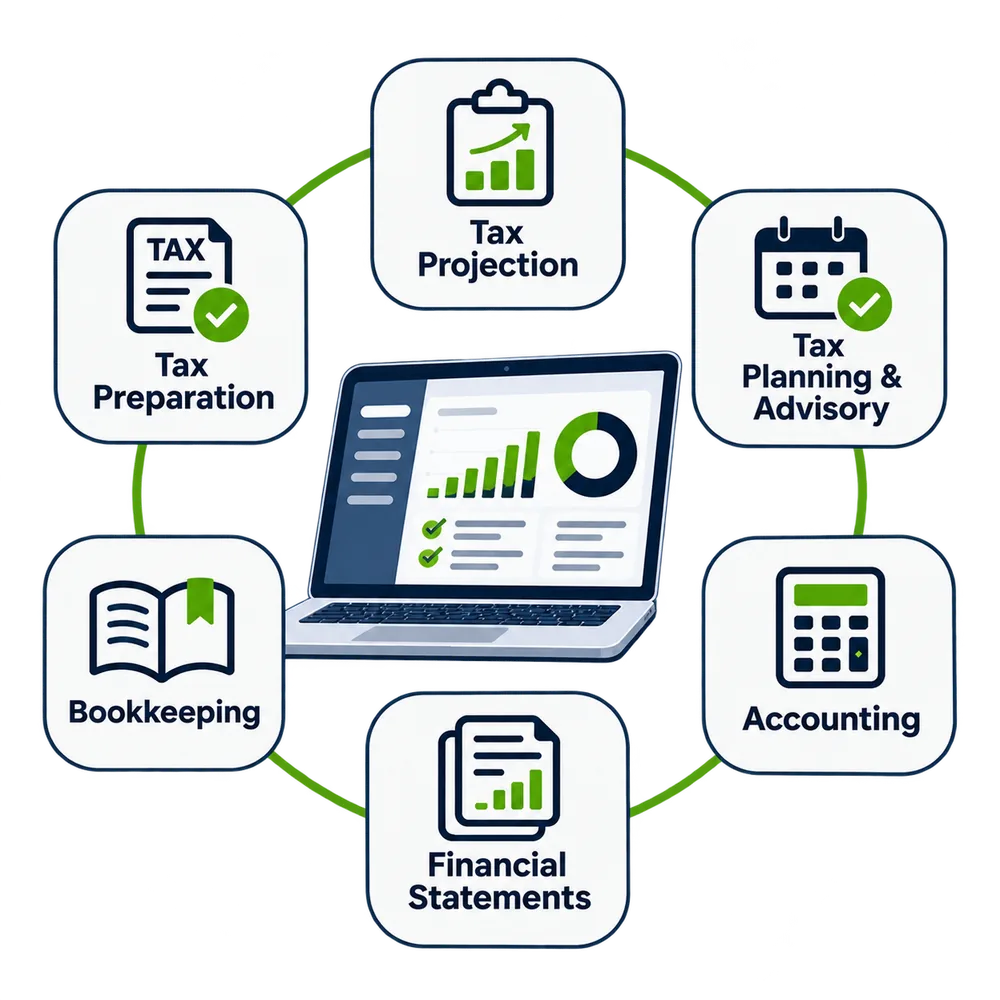 Tax
Projection
TAX
Tax
Preparation
Tax
Planning &
Advisory
Bookkeeping
Accounting
Financial
Statements